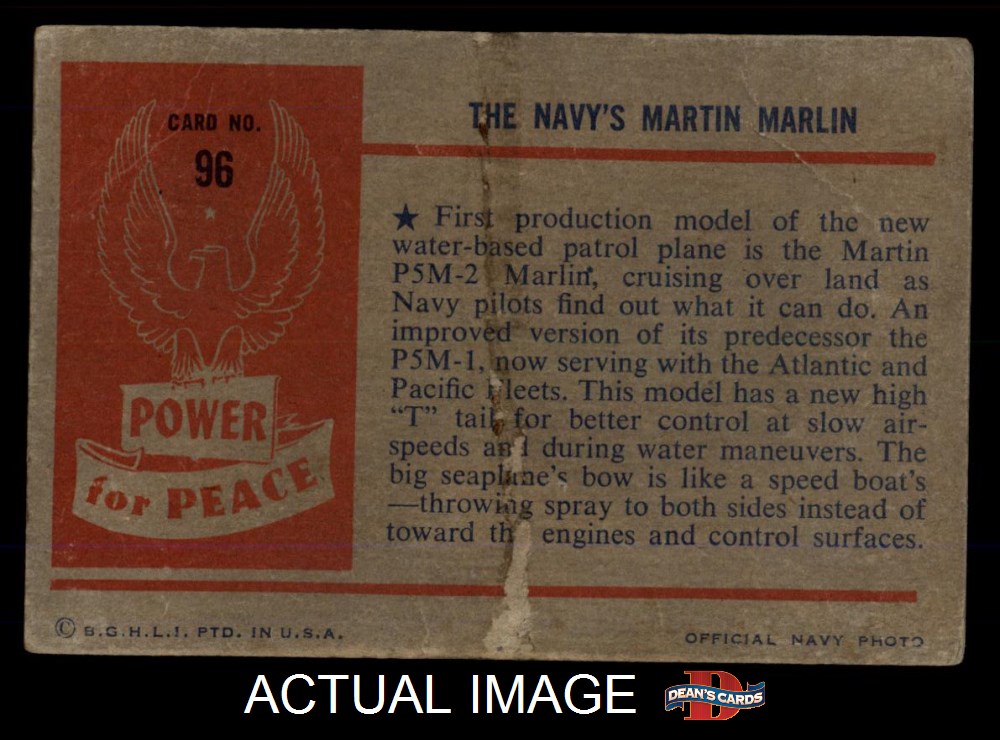 CARD NO.
96
POWER
for PEACE
THE NAVY'S MARTIN MARLIN
★ First production model of the new
water-based patrol plane is the Martin
P5M-2 Marlin, cruising over land as
Navy pilots find out what it can do. An
improved version of its predecessor the
P5M-1, now serving with the Atlantic and
Pacific Fleets. This model has a new high
“T” tail for better control at slow air-
speeds and during water maneuvers. The
big seaplane's bow is like a speed boat's
—throwing spray to both sides instead of
toward th engines and control surfaces.
© B.G.H.L.I. PTD. IN U.S.A.
OFFICIAL NAVY PHOTO
ACTUAL IMAGE
DEAN'S CARDS